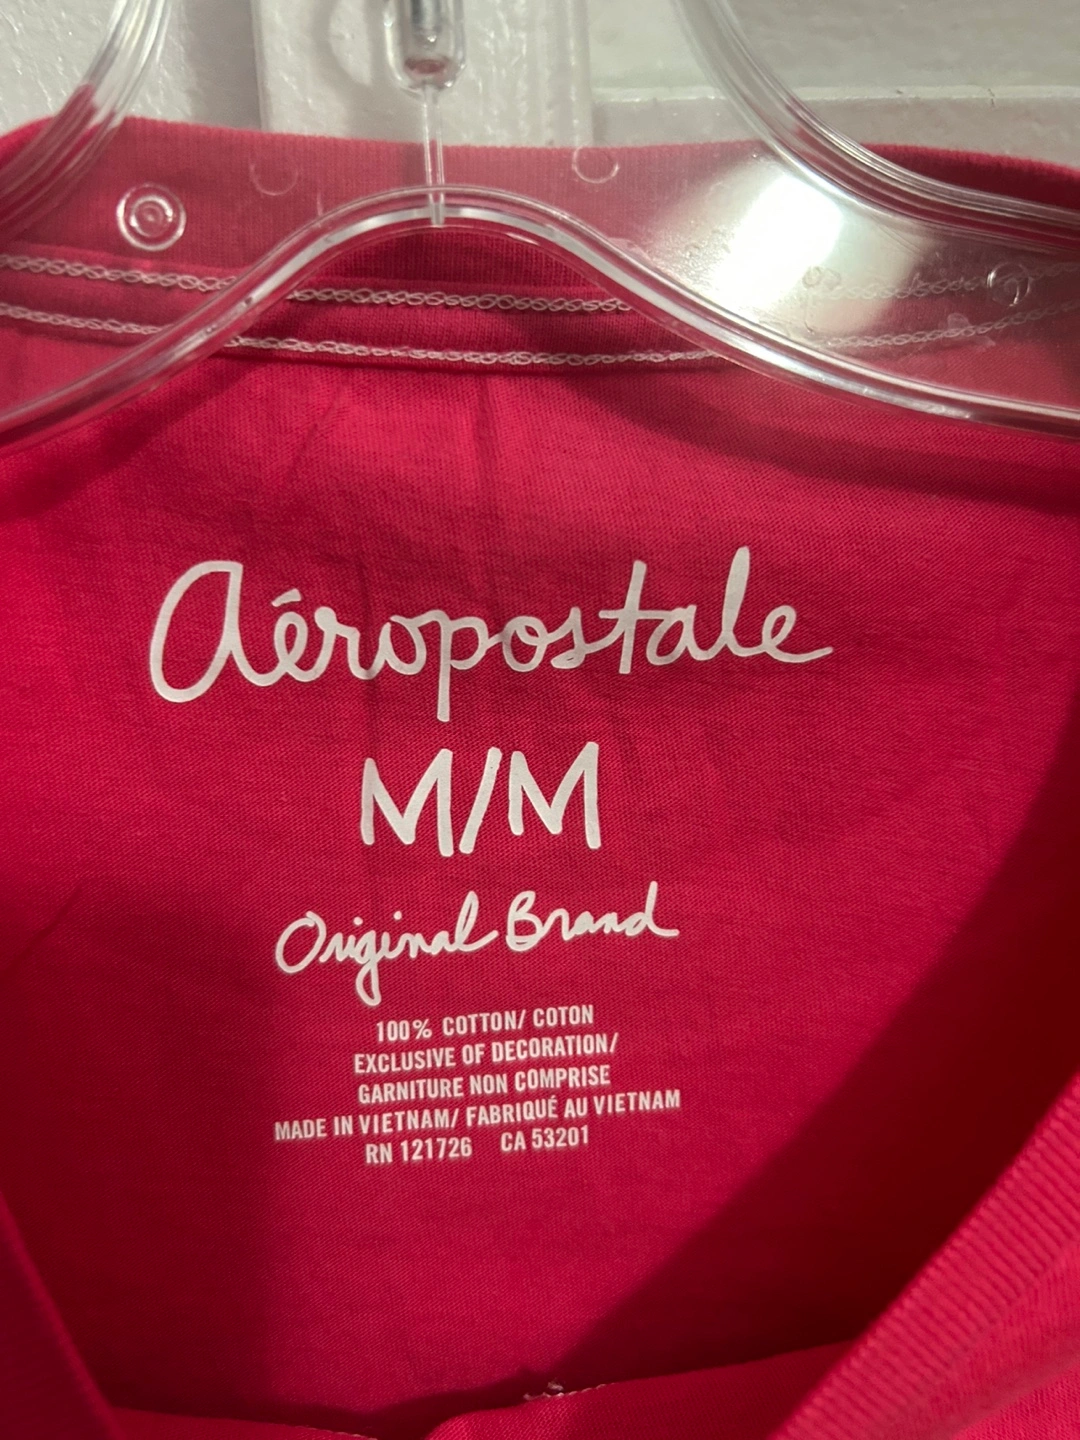 aéropostale
M/M
Original Brand
100% COTTON/ COTON
EXCLUSIVE OF DECORATION/
GARNITURE NON COMPRISE
MADE IN VIETNAM/ FABRIQUÉ AU VIETNAM
RN 121726 CA 53201